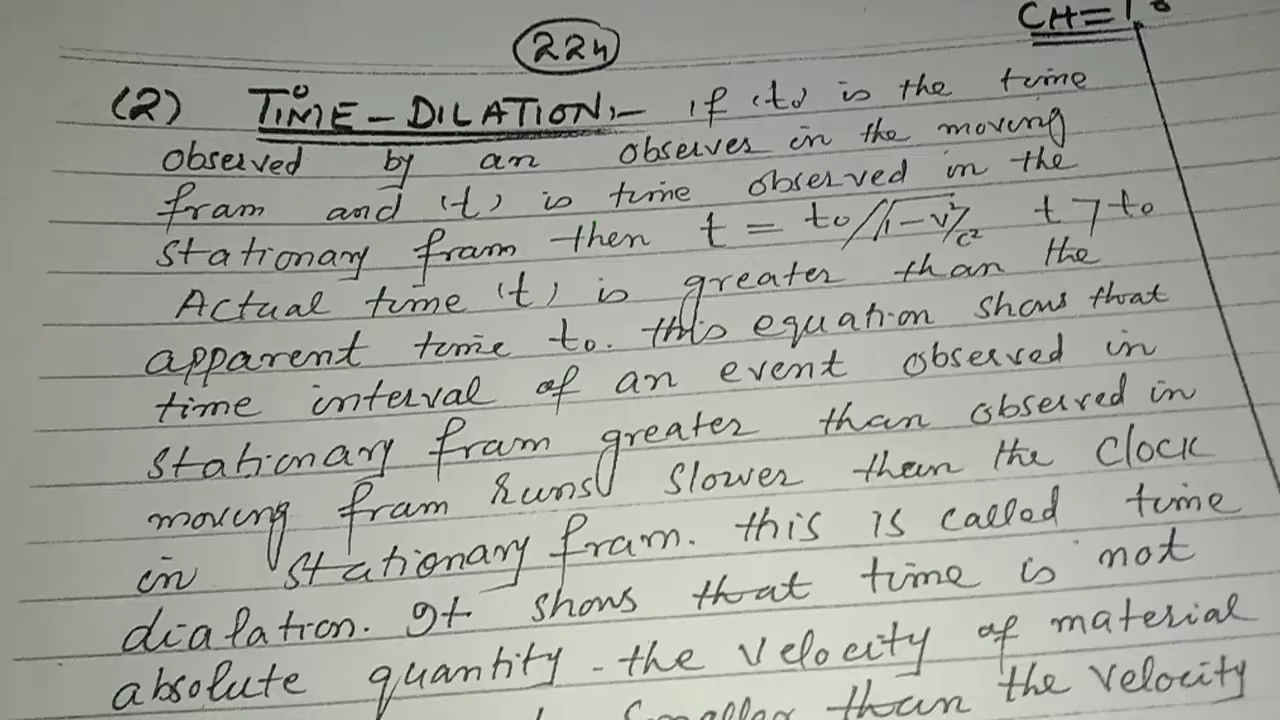 CH=18
224
(2) TIME-DILATION:- if (to) is the time
observed by an observer in the moving
fram and (t) is time observed in the
stationary fram then t = to/√1-v²/c² t > to
Actual time (t) is greater than the
apparent time to. this equation shows that
time interval of an event observed in
stationary fram greater than observed in
moving fram runs slower then the clock
in stationary fram. this is called time
dialation. It shows that time is not
absolute quantity - the velocity of material
smaller than the velocity